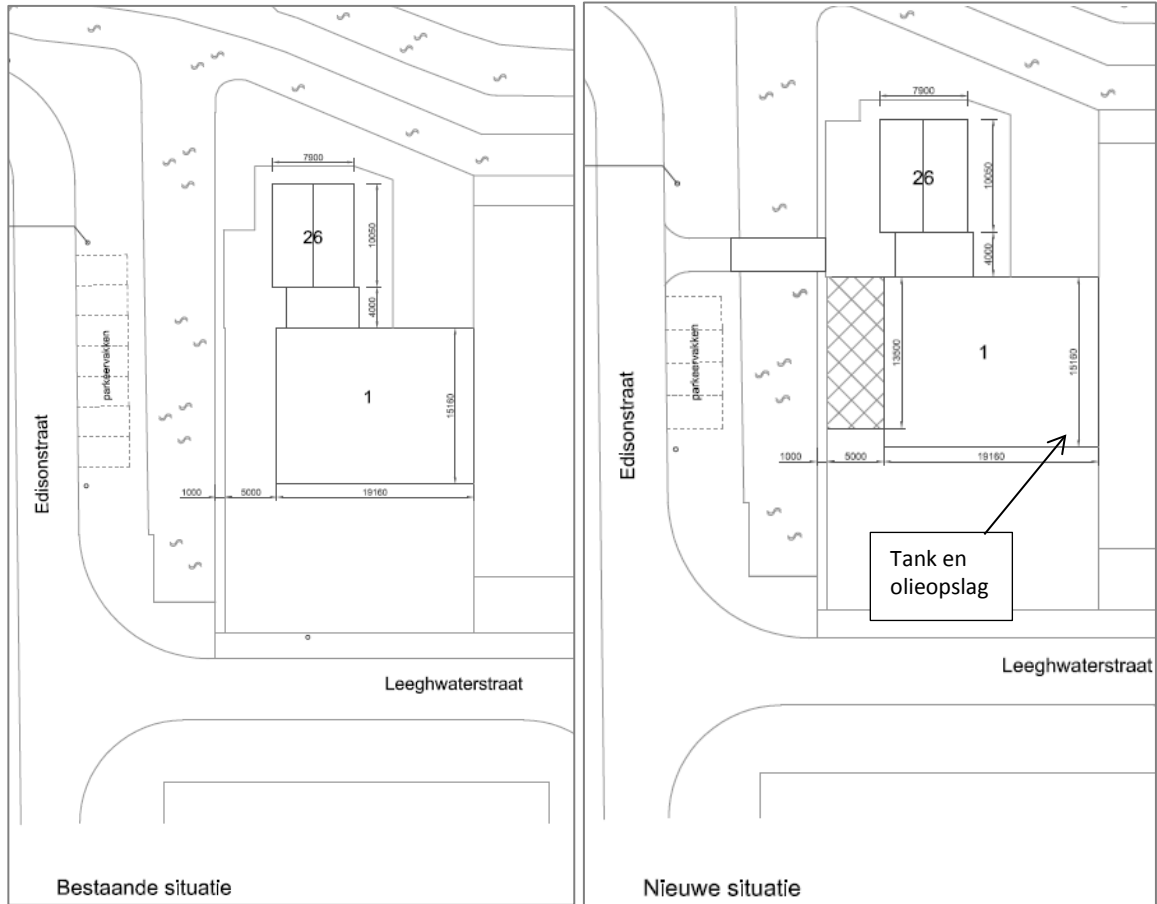 7900
26
10050
4000
parkeervakken
1
15160
Edisonstraat
1000
5000
19160
Leeghwaterstraat
Bestaande situatie
7900
26
10050
4000
parkeervakken
13500
1
15160
Edisonstraat
1000
5000
19160
Tank en
olieopslag
Leeghwaterstraat
Nieuwe situatie